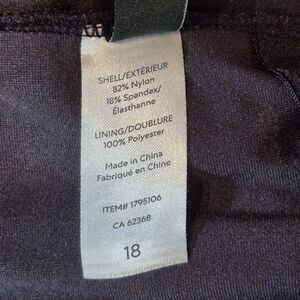 SHELL/EXTÉRIEUR
82% Nylon
18% Spandex/
Élasthanne
LINING/DOUBLURE
100% Polyester
Made in China
Fabriqué en Chine
ITEM# 1795106
CA 62368
18